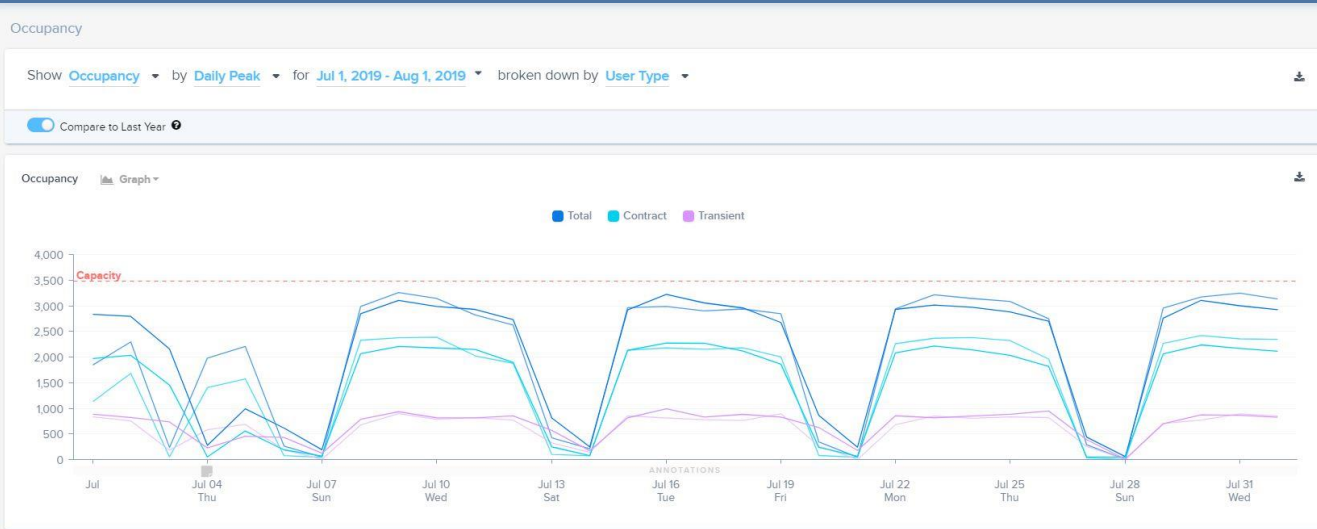 Occupancy
Show Occupancy by Daily Peak for Jul 1, 2019 - Aug 1, 2019 broken down by User Type
Compare to Last Year ?
Occupancy Graph
Total Contract Transient
4,000
3,500
Capacity
3,000
2,500
2,000
1,500
1,000
500
0
ANNOTATIONS
Jul Jul 04 Jul 07 Jul 10 Jul 13 Jul 16 Jul 19 Jul 22 Jul 25 Jul 28 Jul 31
Thu Sun Wed Sat Tue Fri Mon Thu Sun Wed